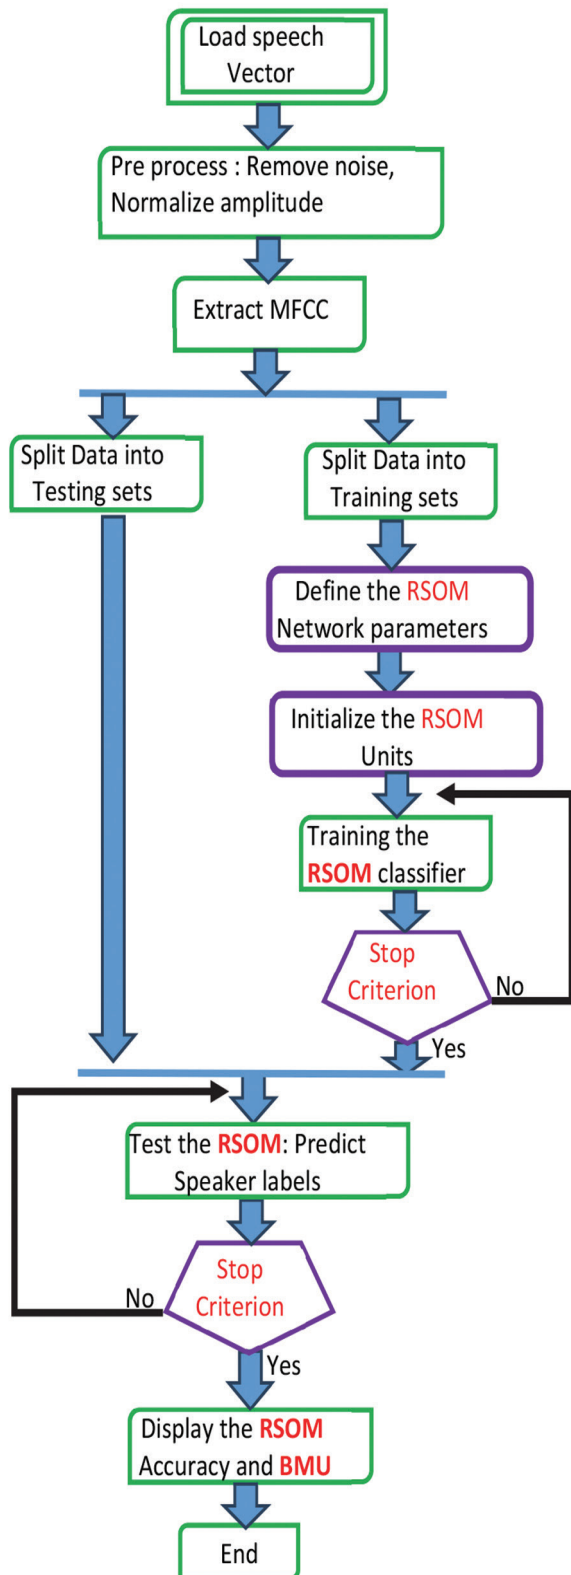 Load speech
Vector
Pre process : Remove noise,
Normalize amplitude
Extract MFCC
Split Data into
Testing sets
Split Data into
Training sets
Define the RSOM
Network parameters
Initialize the RSOM
Units
Training the
RSOM classifier
Stop
Criterion
No
Yes
Test the RSOM: Predict
Speaker labels
Stop
Criterion
No
Yes
Display the RSOM
Accuracy and BMU
End